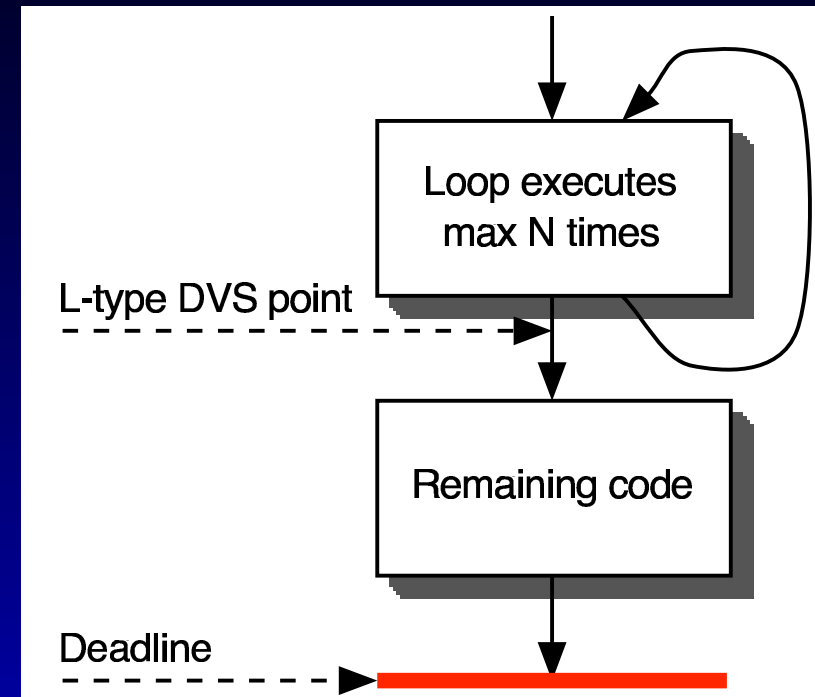 Loop executes
max N times
L-type DVS point
Remaining code
Deadline